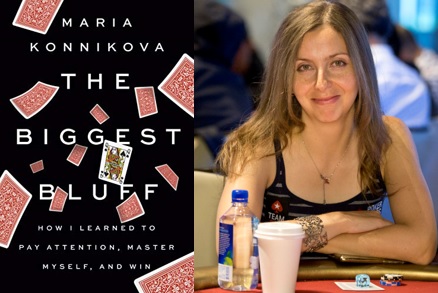 MARIA
KONNIKOVA
THE
BIGGEST
BLUFF
HOW I LEARNED TO
PAY ATTENTION, MASTER
MYSELF, AND WIN
TEAM